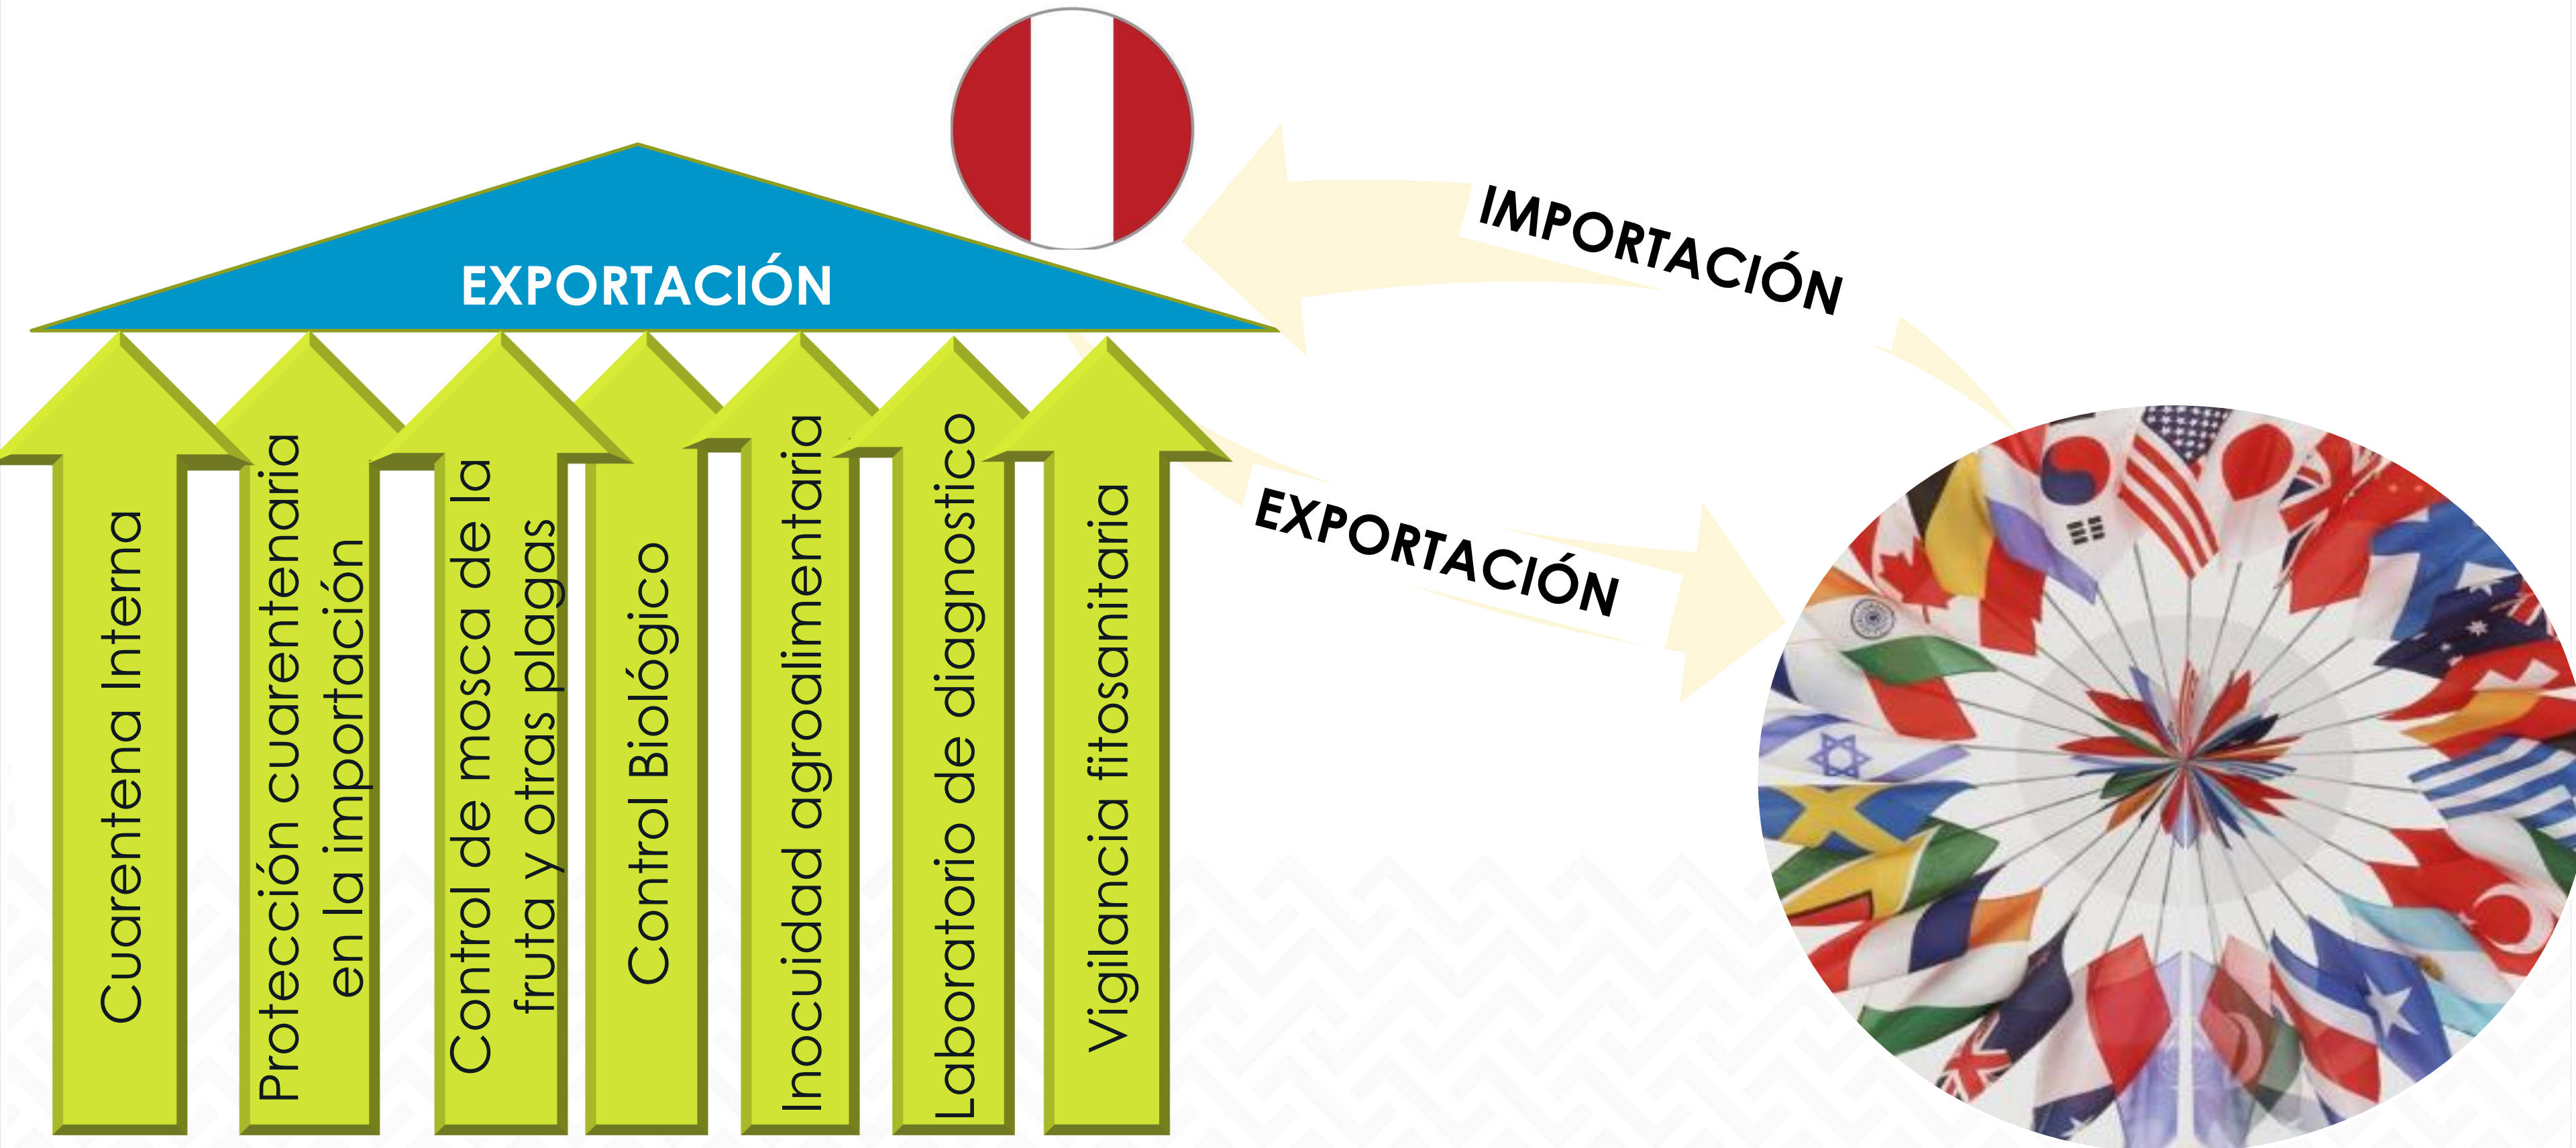 EXPORTACIÓN
Cuarentena Interna
Protección cuarentenaria
en la importación
Control de mosca de la
fruta y otras plagas
Control Biológico
Inocuidad agroalimentaria
Laboratorio de diagnostico
Vigilancia fitosanitaria
IMPORTACIÓN
EXPORTACIÓN